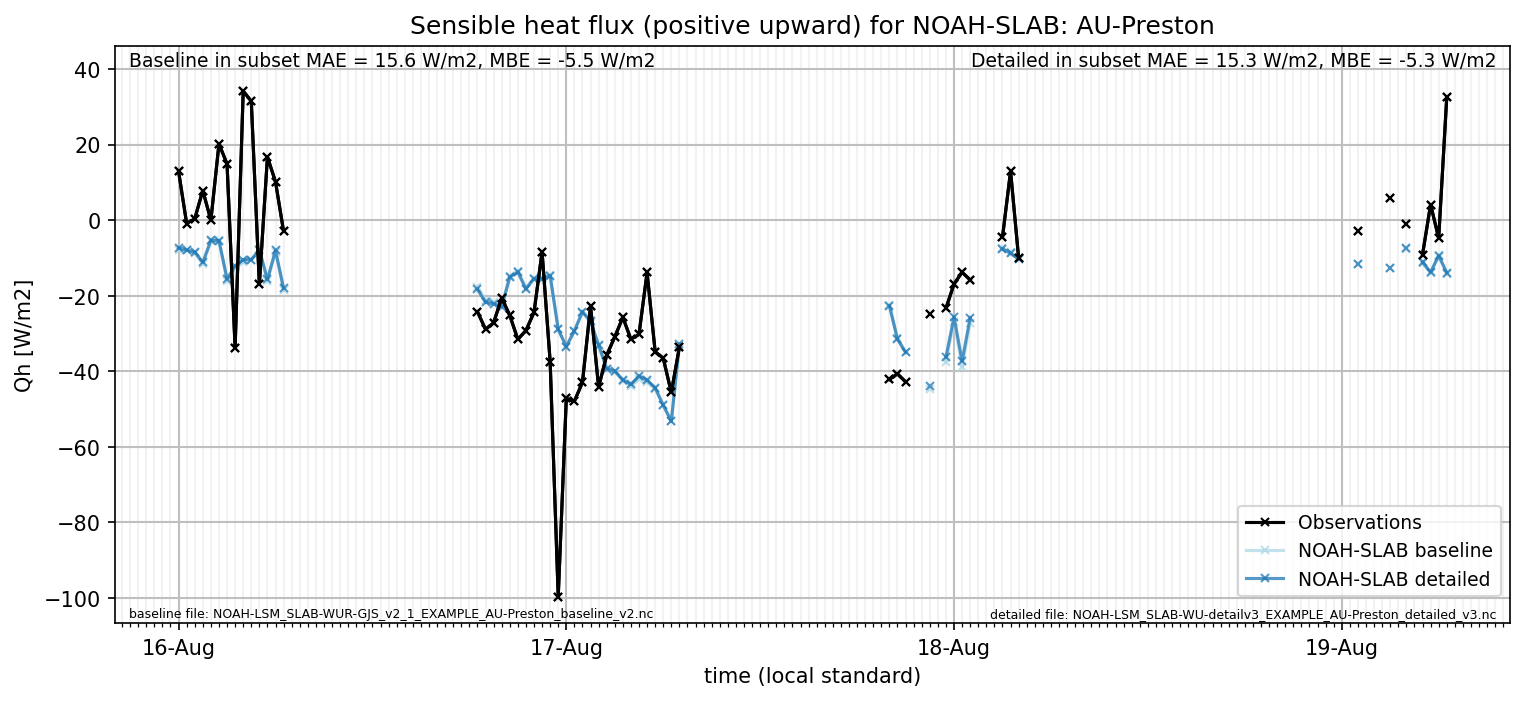 Sensible heat flux (positive upward) for NOAH-SLAB: AU-Preston
Baseline in subset MAE = 15.6 W/m2, MBE = -5.5 W/m2
Detailed in subset MAE = 15.3 W/m2, MBE = -5.3 W/m2
40
20
0
−20
−40
−60
−80
−100
Qh [W/m2]
Observations
NOAH-SLAB baseline
NOAH-SLAB detailed
baseline file: NOAH-LSM_SLAB-WUR-GJS_v2_1_EXAMPLE_AU-Preston_baseline_v2.nc
detailed file: NOAH-LSM_SLAB-WU-detailv3_EXAMPLE_AU-Preston_detailed_v3.nc
16-Aug
17-Aug
18-Aug
19-Aug
time (local standard)